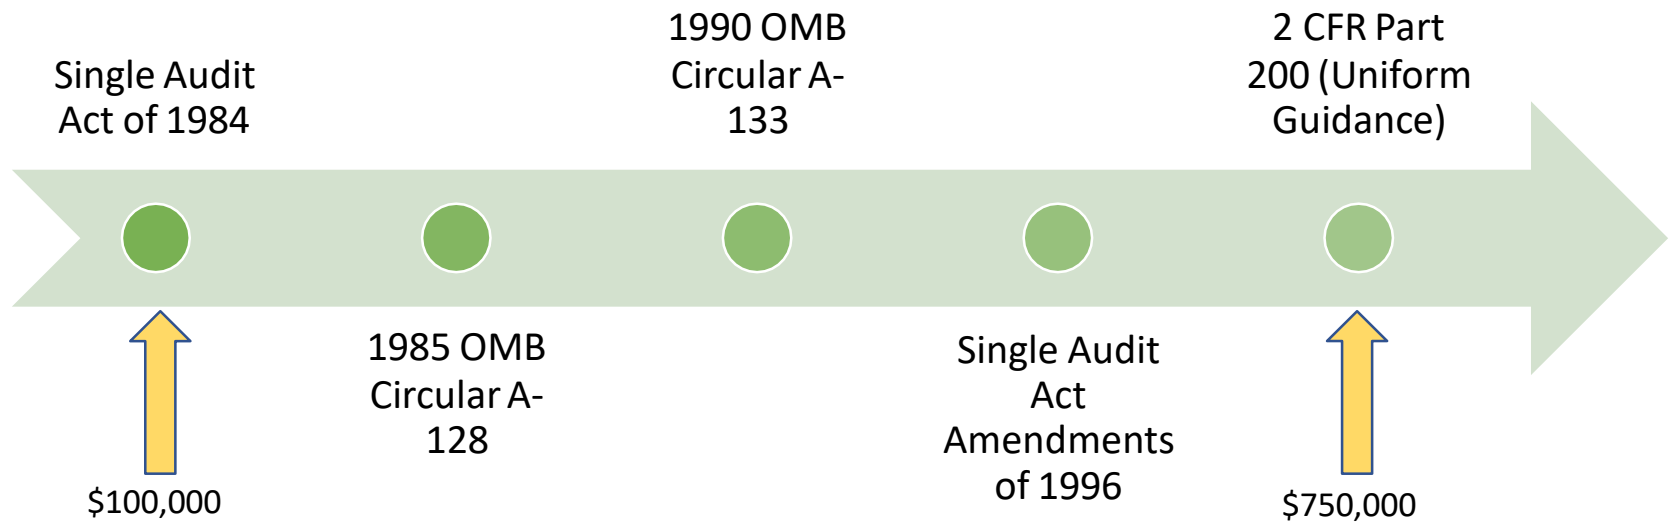 Single Audit
Act of 1984
1985 OMB
Circular A-
128
1990 OMB
Circular A-
133
Single Audit
Act
Amendments
of 1996
2 CFR Part
200 (Uniform
Guidance)
$100,000
$750,000